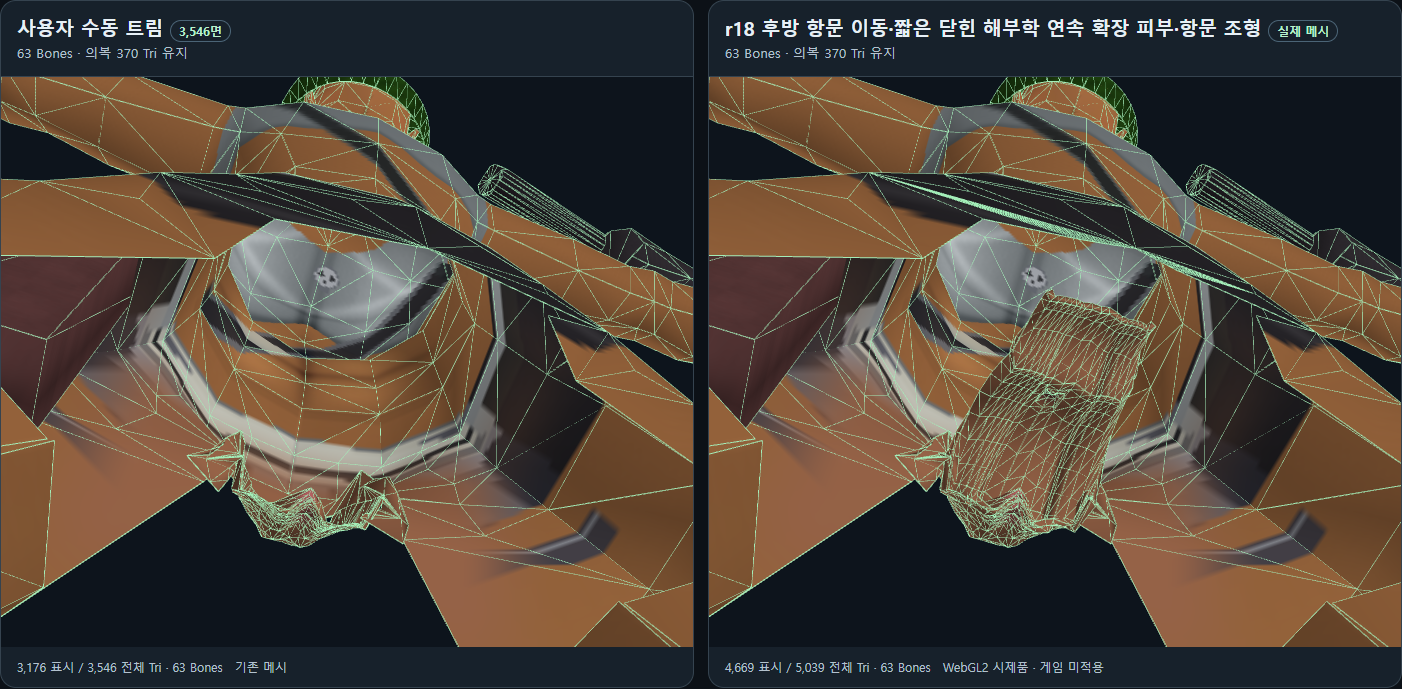 사용자 수동 트림 3,546면
63 Bones · 의복 370 Tri 유지
3,176 표시 / 3,546 전체 Tri · 63 Bones 기존 메시
r18 후방 항문 이동·짧은 닫힌 해부학 연속 확장 피부·항문 조형 실제 메시
63 Bones · 의복 370 Tri 유지
4,669 표시 / 5,039 전체 Tri · 63 Bones WebGL2 시제품 · 게임 미적용